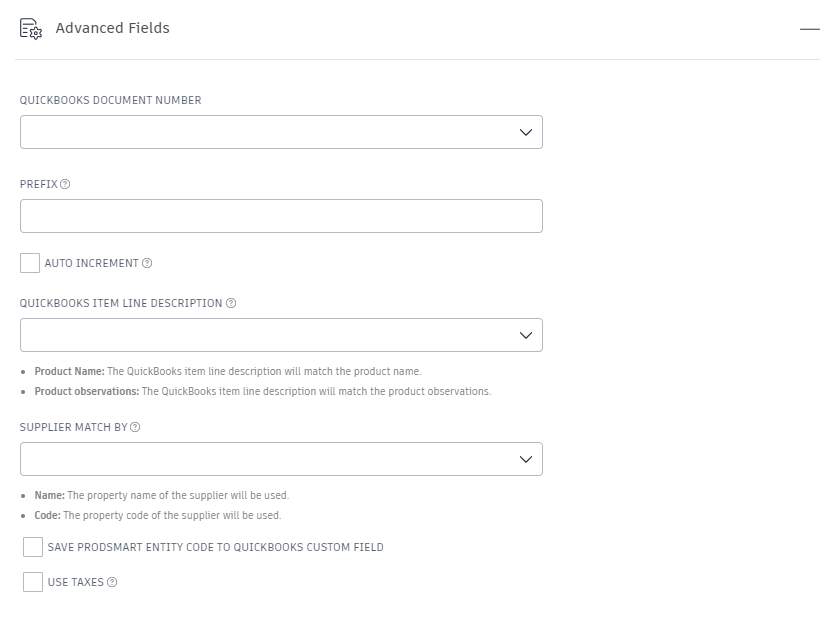 Advanced Fields
QUICKBOOKS DOCUMENT NUMBER
PREFIX
AUTO INCREMENT
QUICKBOOKS ITEM LINE DESCRIPTION
• Product Name: The QuickBooks item line description will match the product name.
• Product observations: The QuickBooks item line description will match the product observations.
SUPPLIER MATCH BY
• Name: The property name of the supplier will be used.
• Code: The property code of the supplier will be used.
SAVE PRODSMART ENTITY CODE TO QUICKBOOKS CUSTOM FIELD
USE TAXES